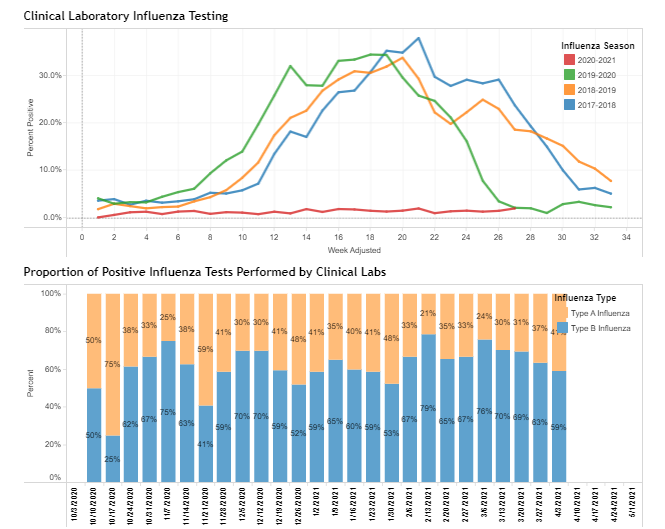 Clinical Laboratory Influenza Testing
Influenza Season
2020-2021
2019-2020
2018-2019
2017-2018
Percent Positive
30.0%
20.0%
10.0%
0.0%
0 2 4 6 8 10 12 14 16 18 20 22 24 26 28 30 32 34
Week Adjusted
Proportion of Positive Influenza Tests Performed by Clinical Labs
Influenza Type
Type A Influenza
Type B Influenza
Percent
100%
80%
60%
40%
20%
0%
50% 75% 38% 33% 25% 38% 59% 41% 30% 30% 41% 48% 41% 35% 40% 41% 48% 33% 21% 35% 33% 24% 30% 31% 37%
50% 25% 62% 67% 75% 63% 41% 59% 70% 70% 59% 52% 59% 65% 60% 59% 53% 67% 79% 65% 67% 76% 70% 69% 63% 59%
10/3/2020 10/10/2020 10/17/2020 10/24/2020 10/31/2020 11/7/2020 11/14/2020 11/21/2020 11/28/2020 12/5/2020 12/12/2020 12/19/2020 12/26/2020 1/2/2021 1/9/2021 1/16/2021 1/23/2021 1/30/2021 2/6/2021 2/13/2021 2/20/2021 2/27/2021 3/6/2021 3/13/2021 3/20/2021 3/27/2021 4/3/2021 4/10/2021 4/17/2021 4/24/2021